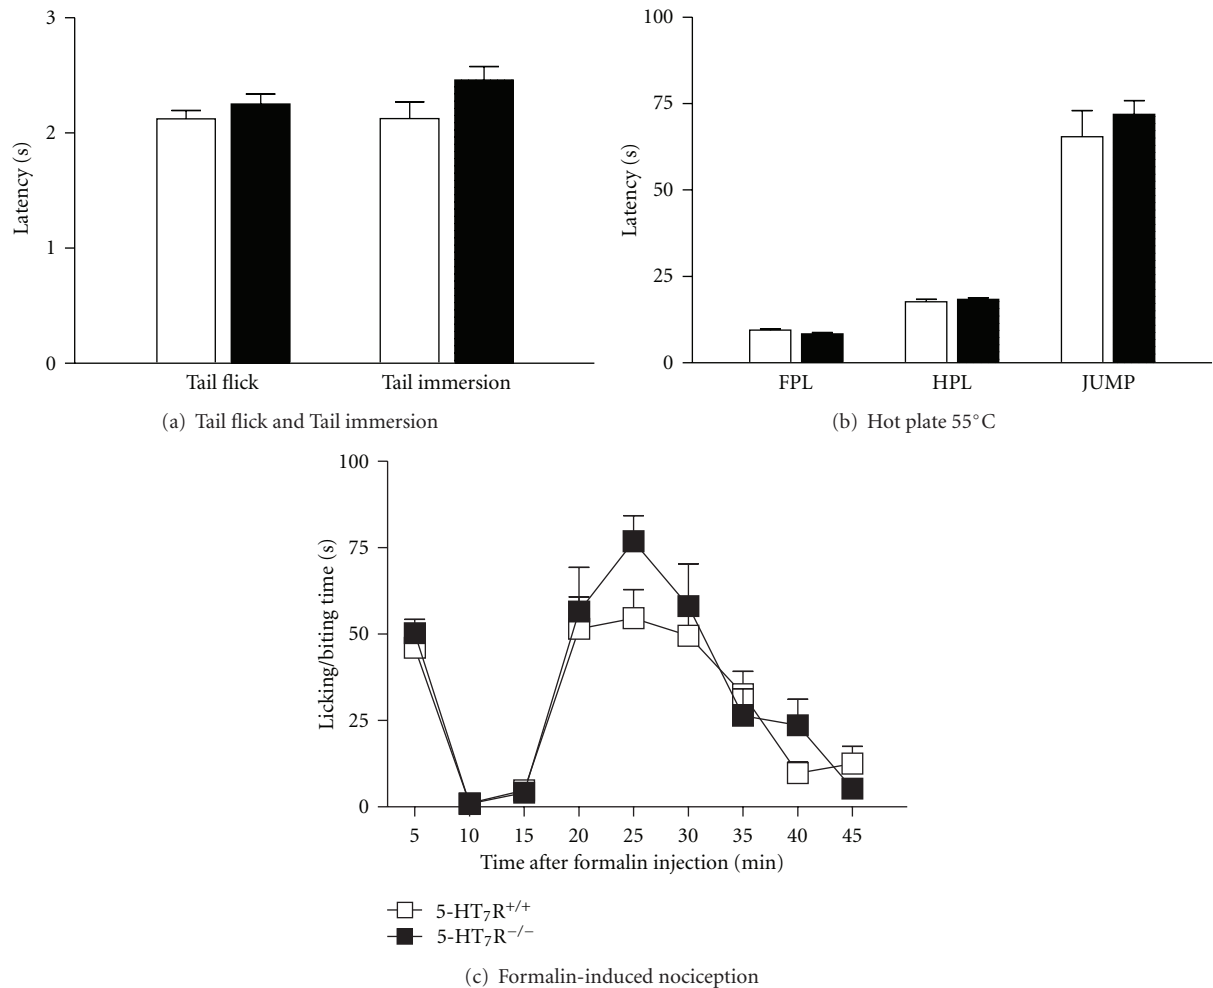 3
2
1
0
Latency (s)
Tail flick
Tail immersion
(a) Tail flick and Tail immersion
100
75
50
25
0
Latency (s)
FPL
HPL
JUMP
(b) Hot plate 55°C
100
75
50
25
0
Licking/biting time (s)
5 10 15 20 25 30 35 40 45
Time after formalin injection (min)
5-HT₇R⁺/⁺
5-HT₇R⁻/⁻
(c) Formalin-induced nociception